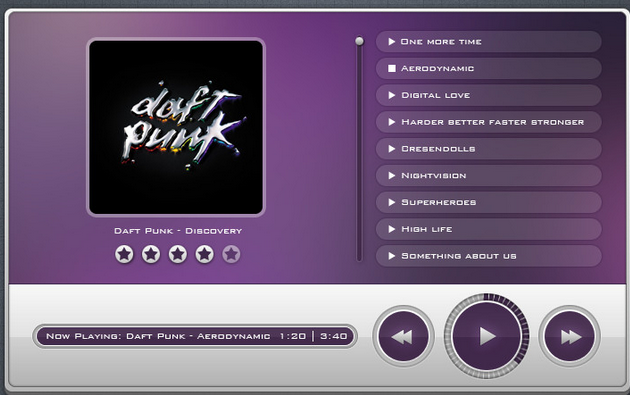 daft
punk
Daft Punk - Discovery
One more time
Aerodynamic
Digital love
Harder better faster stronger
Cresendolls
Nightvision
Superheroes
High life
Something about us
Now Playing: Daft Punk - Aerodynamic 1:20 | 3:40